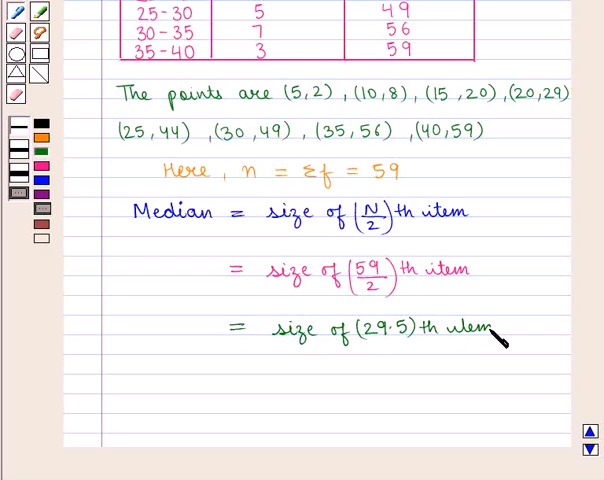 25-30 5 49
30-35 7 56
35-40 3 59
The points are (5,2), (10,8), (15,20), (20,29)
(25,44), (30,49), (35,56), (40,59)
Here, n = Σf = 59
Median = size of (N/2)th item
= size of (59/2)th item
= size of (29.5)th item